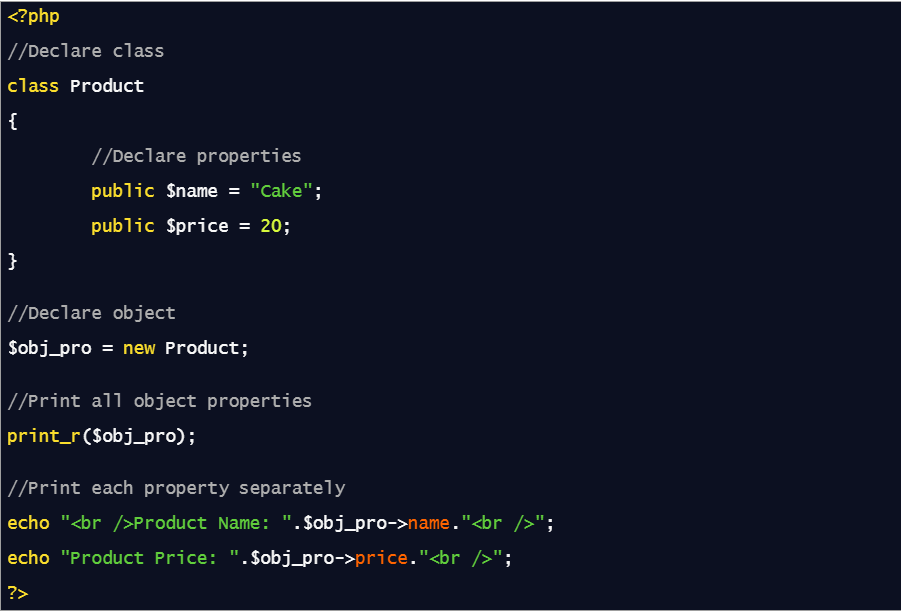 <?php
//Declare class
class Product
{
        //Declare properties
        public $name = "Cake";
        public $price = 20;
}
//Declare object
$obj_pro = new Product;
//Print all object properties
print_r($obj_pro);
//Print each property separately
echo "<br />Product Name: ".$obj_pro->name."<br />";
echo "Product Price: ".$obj_pro->price."<br />";
?>